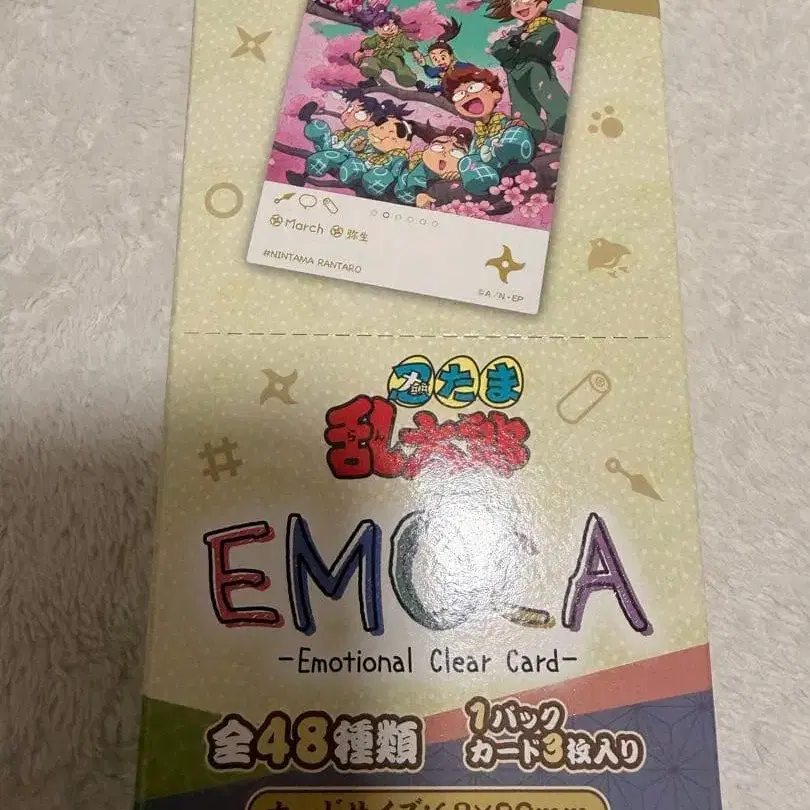 March 弥生
#NINTAMA RANTARO
©A/N・EP
忍たま
乱太郎
EMOCA
-Emotional Clear Card-
全48種類
1パック
カード3枚入り